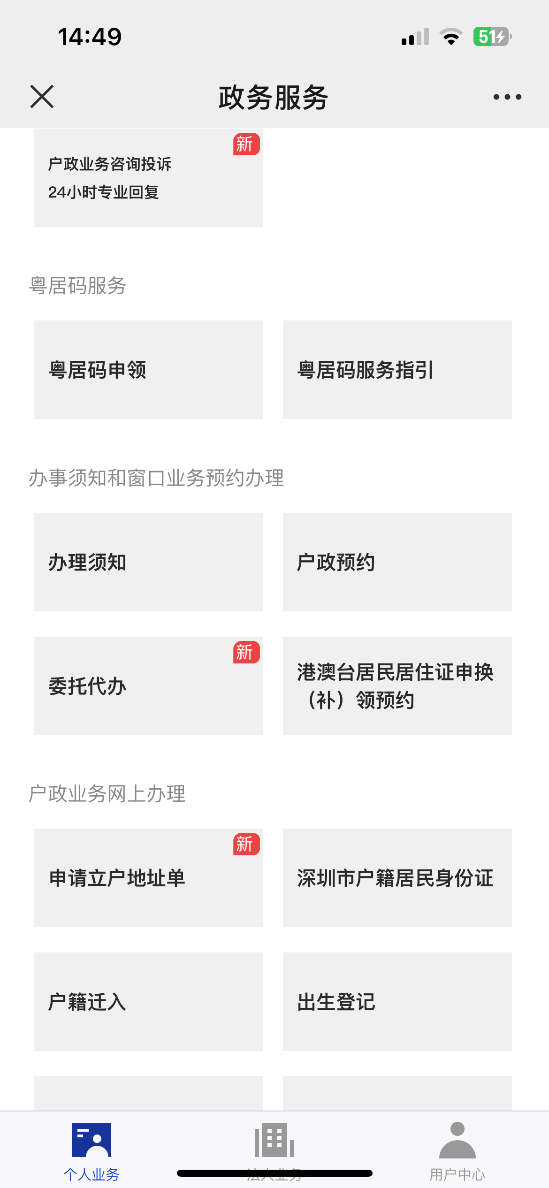 14:49
51
政务服务
新
户政业务咨询投诉
24小时专业回复
粤居码服务
粤居码申领
粤居码服务指引
办事须知和窗口业务预约办理
办理须知
户政预约
新
委托代办
港澳台居民居住证申换
（补）领预约
户政业务网上办理
新
申请立户地址单
深圳市户籍居民身份证
户籍迁入
出生登记
个人业务
法人业务
用户中心